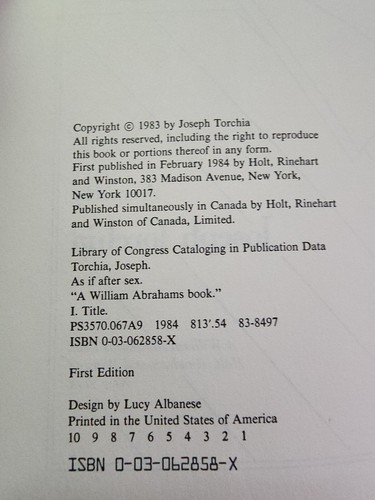 Copyright © 1983 by Joseph Torchia
All rights reserved, including the right to reproduce
this book or portions thereof in any form.
First published in February 1984 by Holt, Rinehart
and Winston, 383 Madison Avenue, New York,
New York 10017.
Published simultaneously in Canada by Holt, Rinehart
and Winston of Canada, Limited.
Library of Congress Cataloging in Publication Data
Torchia, Joseph.
As if after sex.
"A William Abrahams book."
I. Title.
PS3570.067A9 1984 813'.54 83-8497
ISBN 0-03-062858-X
First Edition
Design by Lucy Albanese
Printed in the United States of America
10 9 8 7 6 5 4 3 2 1
ISBN 0-03-062858-X